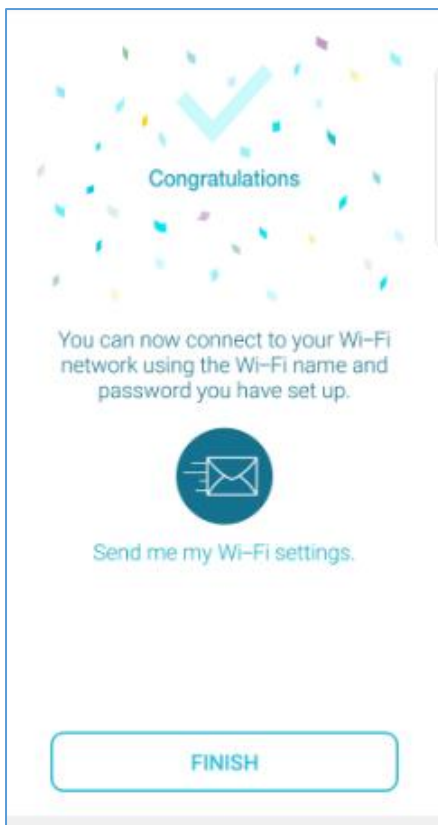 Congratulations
You can now connect to your Wi-Fi
network using the Wi-Fi name and
password you have set up.
Send me my Wi-Fi settings.
FINISH